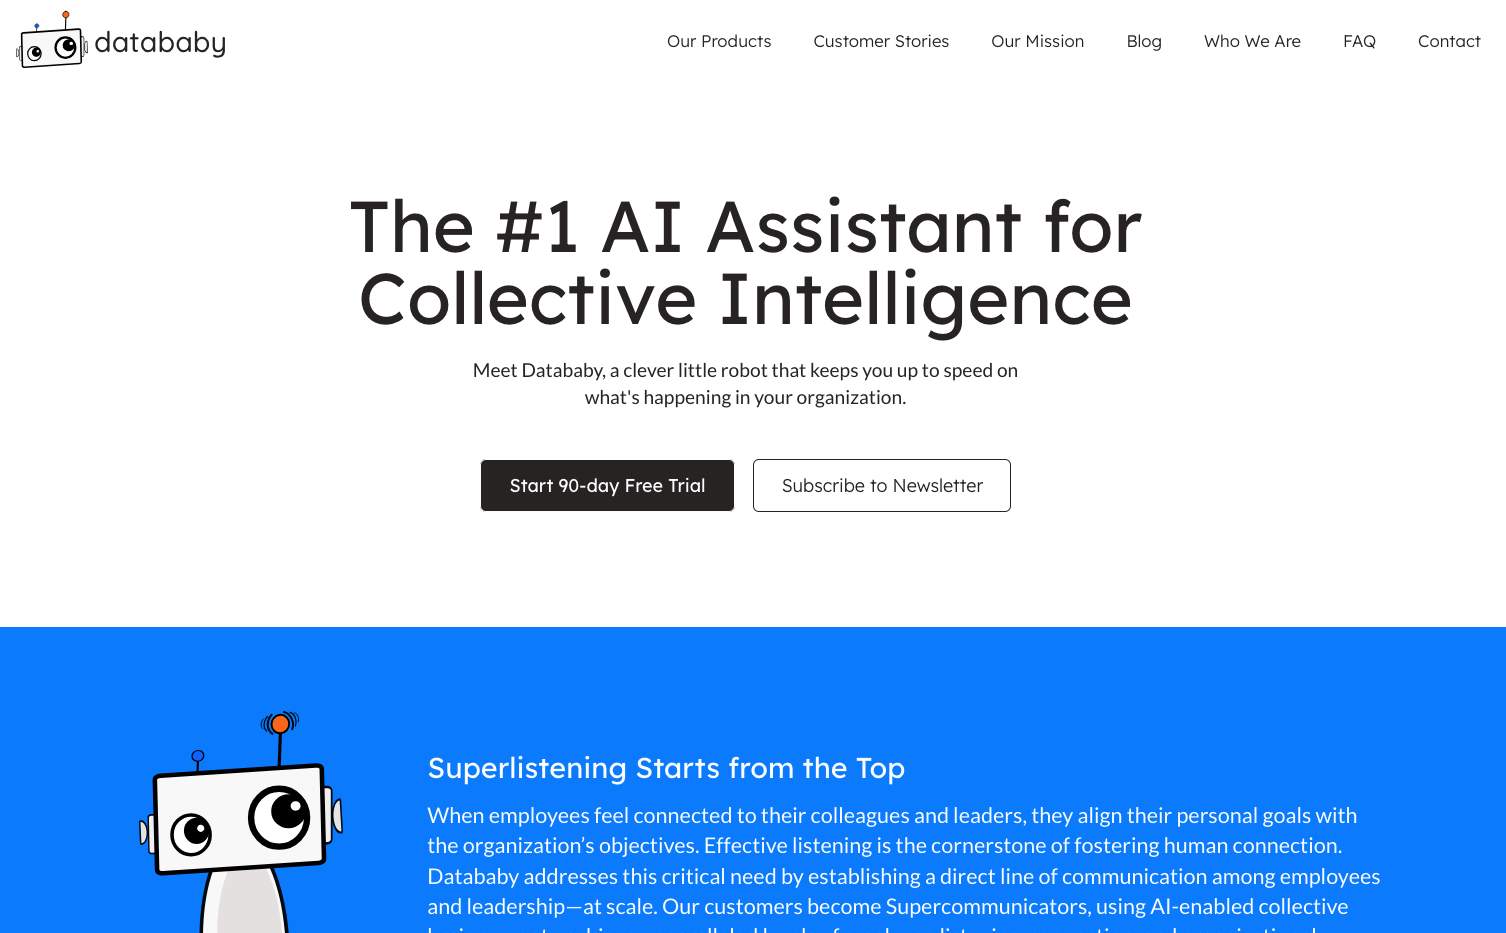 datababy
Our Products
Customer Stories
Our Mission
Blog
Who We Are
FAQ
Contact
The #1 AI Assistant for
Collective Intelligence
Meet Datababy, a clever little robot that keeps you up to speed on
what's happening in your organization.
Start 90-day Free Trial
Subscribe to Newsletter
Superlistening Starts from the Top
When employees feel connected to their colleagues and leaders, they align their personal goals with
the organization’s objectives. Effective listening is the cornerstone of fostering human connection.
Datababy addresses this critical need by establishing a direct line of communication among employees
and leadership—at scale. Our customers become Supercommunicators, using AI-enabled collective